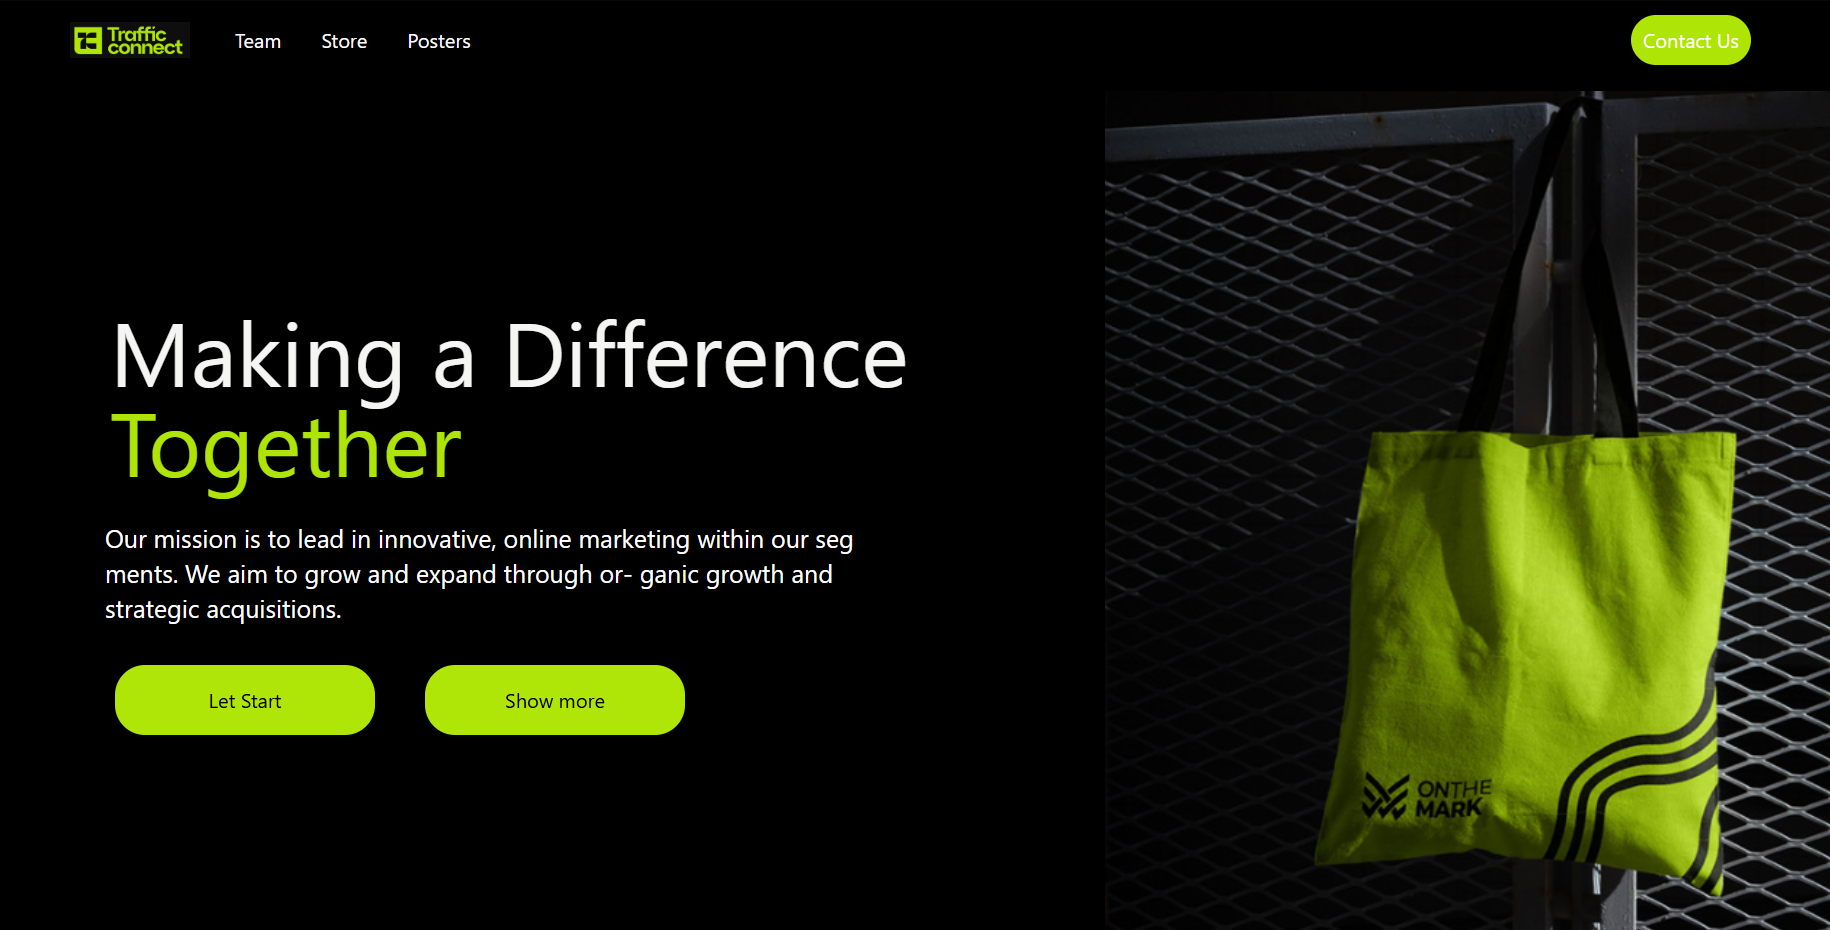 Traffic
connect
Team
Store
Posters
Contact Us
Making a Difference
Together
Our mission is to lead in innovative, online marketing within our seg
ments. We aim to grow and expand through or- ganic growth and
strategic acquisitions.
Let Start
Show more
ONTHE
MARK